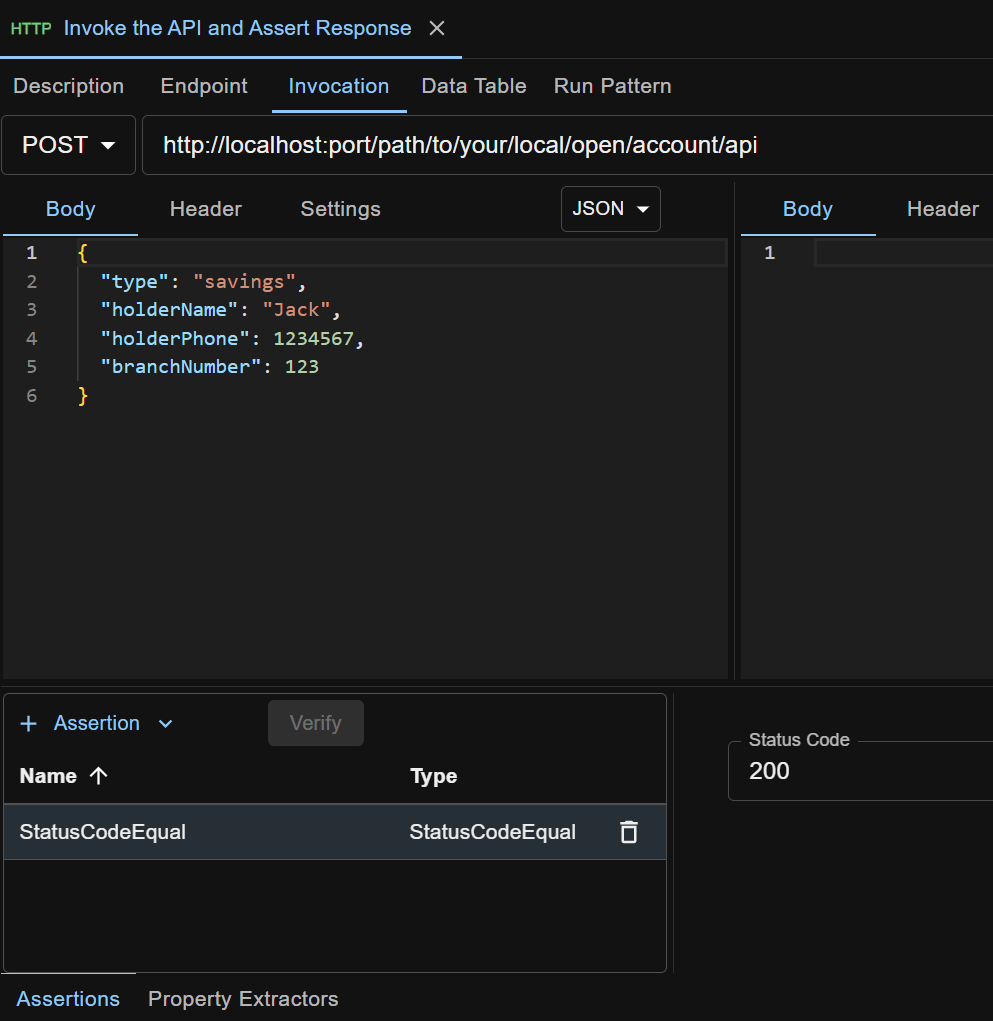 HTTP Invoke the API and Assert Response
Description Endpoint Invocation Data Table Run Pattern
POST http://localhost:port/path/to/your/local/open/account/api
Body Header Settings JSON Body Header
1 { 1
2 "type": "savings",
3 "holderName": "Jack",
4 "holderPhone": 1234567,
5 "branchNumber": 123
6 }
+ Assertion Verify
Status Code
Name ↑ Type
200
StatusCodeEqual StatusCodeEqual
Assertions Property Extractors